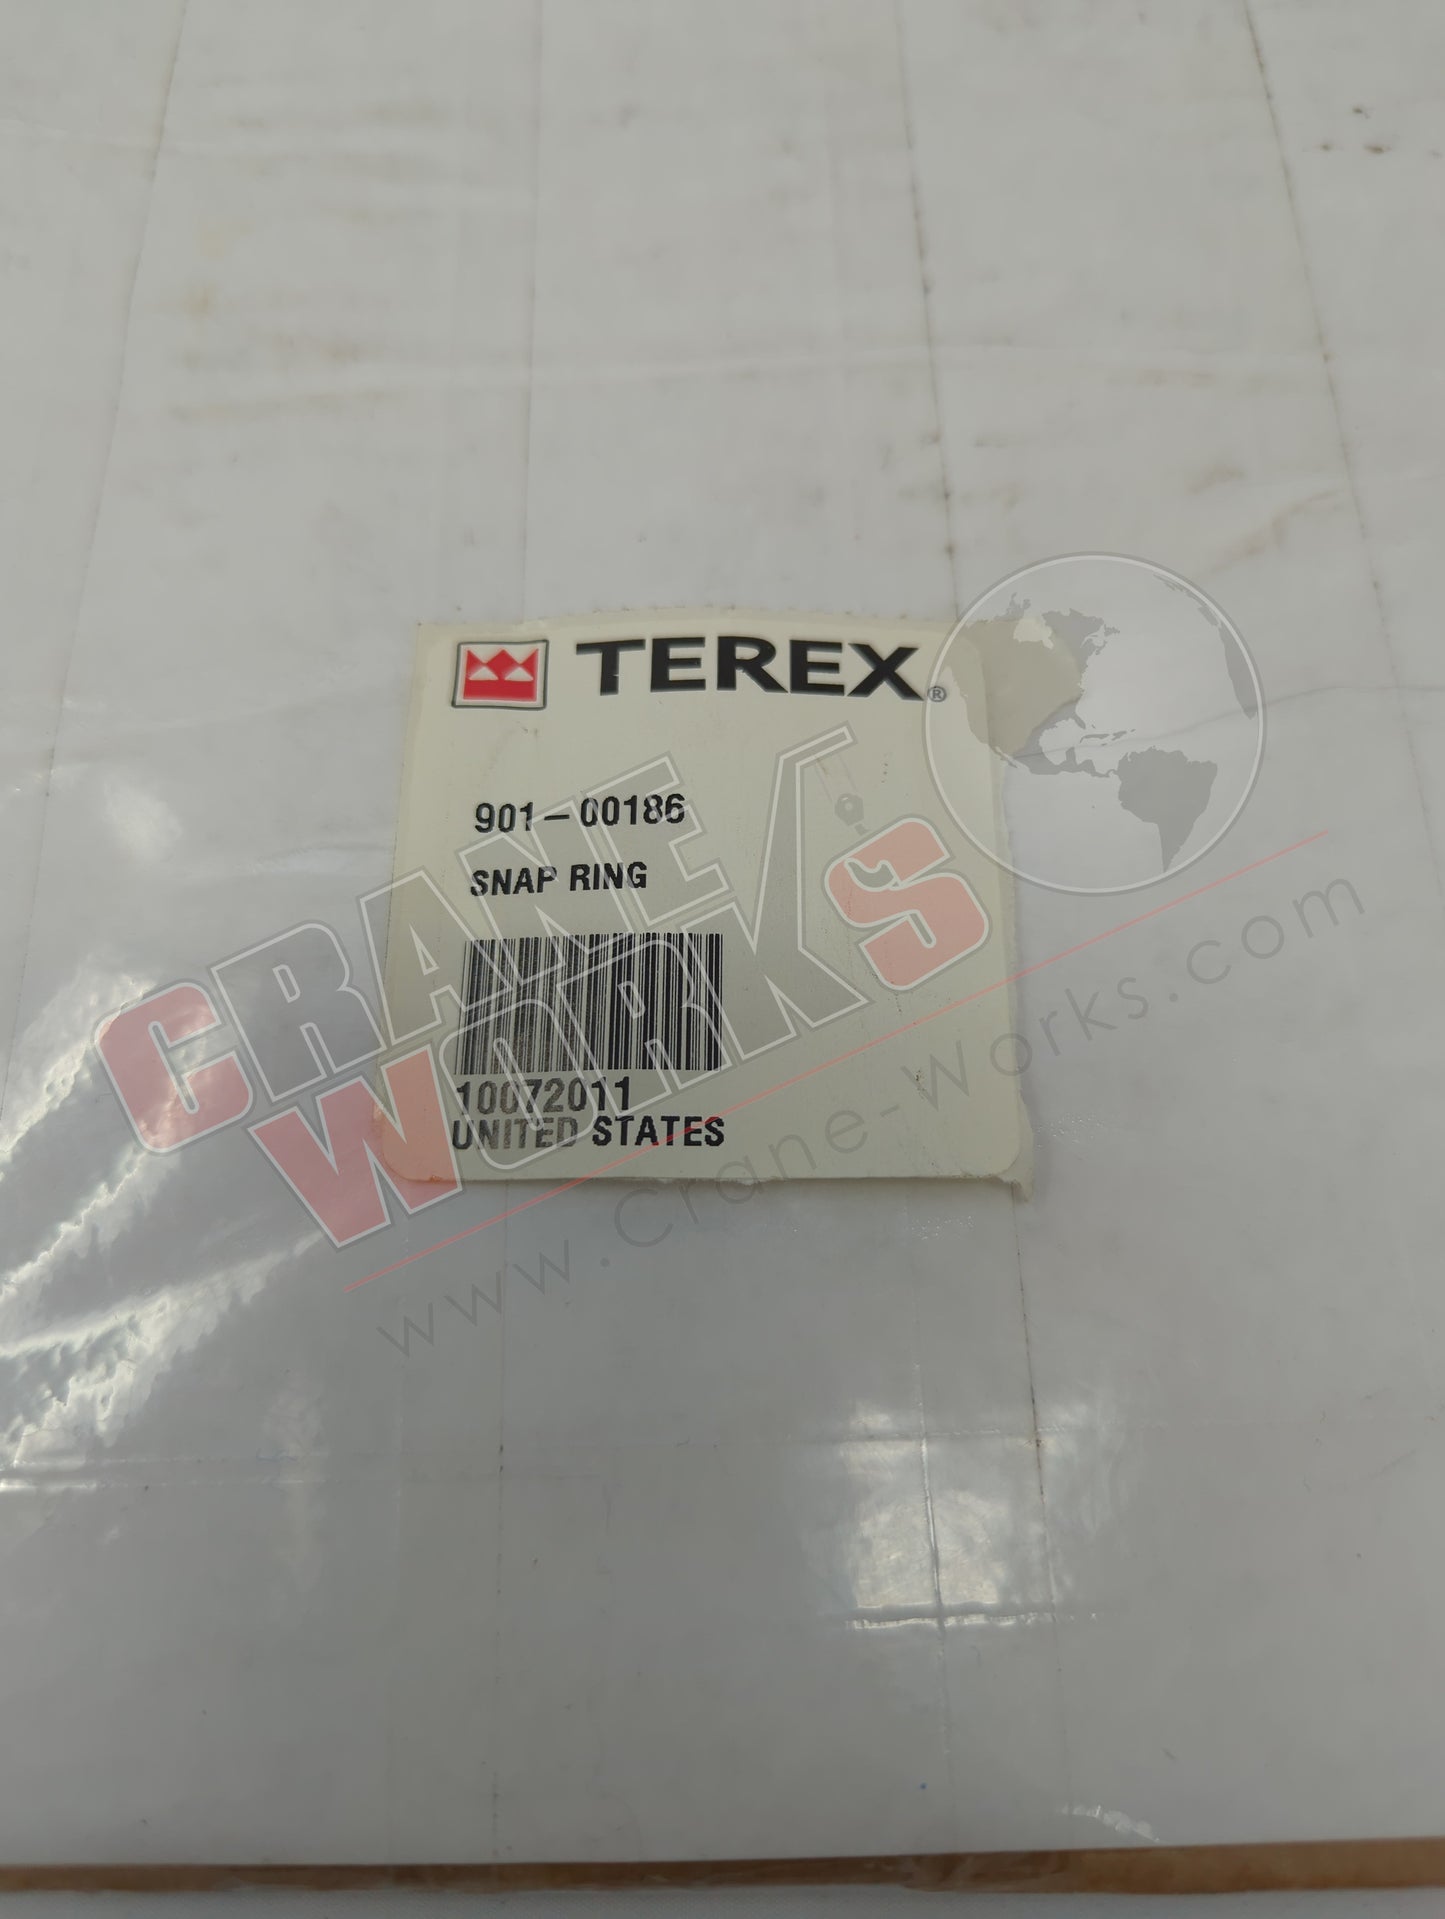 TEREX®
901-00186
SNAP RING
10072011
UNITED STATES
CRANE
WORKS
www.crane-works.com